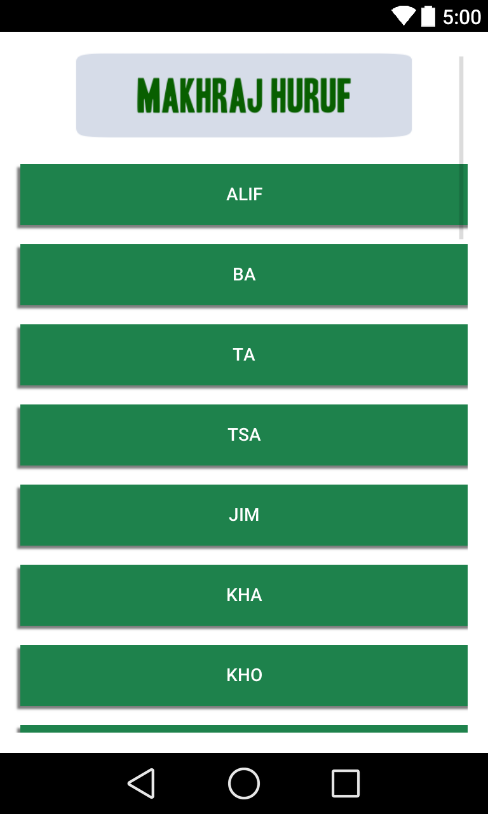 5:00
MAKHRAJ HURUF
ALIF
BA
TA
TSA
JIM
KHA
KHO